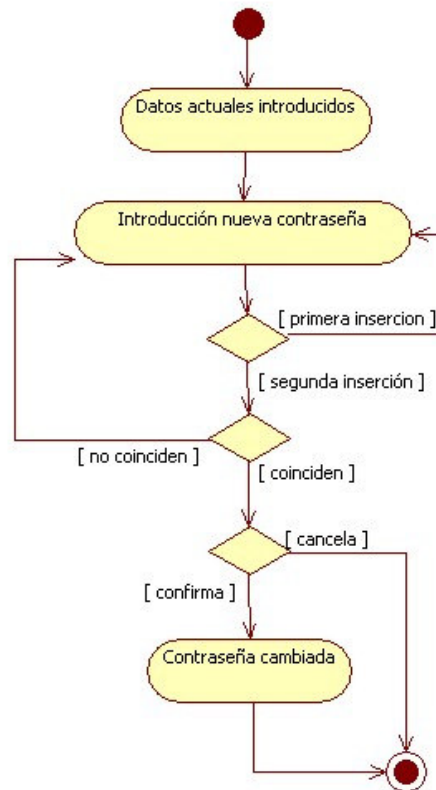 Datos actuales introducidos
Introducción nueva contraseña
[ primera insercion ]
[ segunda inserción ]
[ no coinciden ]
[ coinciden ]
[ cancela ]
[ confirma ]
Contraseña cambiada